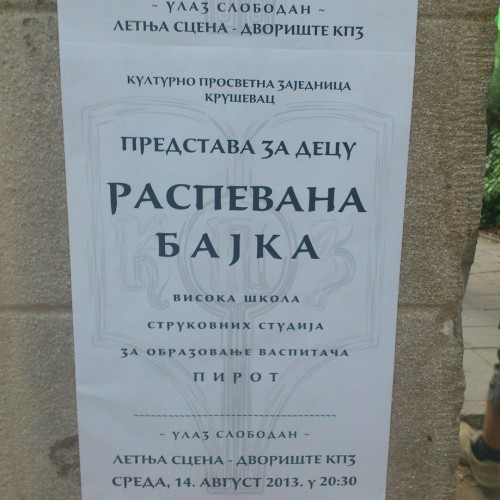 ~ УЛАЗ СЛОБОДАН ~
ЛЕТЊА СЦЕНА - ДВОРИШТЕ КПЗ
КУЛТУРНО ПРОСВЕТНА ЗАЈЕДНИЦА
КРУШЕВАЦ
ПРЕДСТАВА ЗА ДЕЦУ
РАСПЕВАНА
БАЈКА
ВИСОКА ШКОЛА
СТРУКОВНИХ СТУДИЈА
ЗА ОБРАЗОВАЊЕ ВАСПИТАЧА
ПИРОТ
~ УЛАЗ СЛОБОДАН ~
ЛЕТЊА СЦЕНА - ДВОРИШТЕ КПЗ
СРЕДА, 14. АВГУСТ 2013. у 20:30